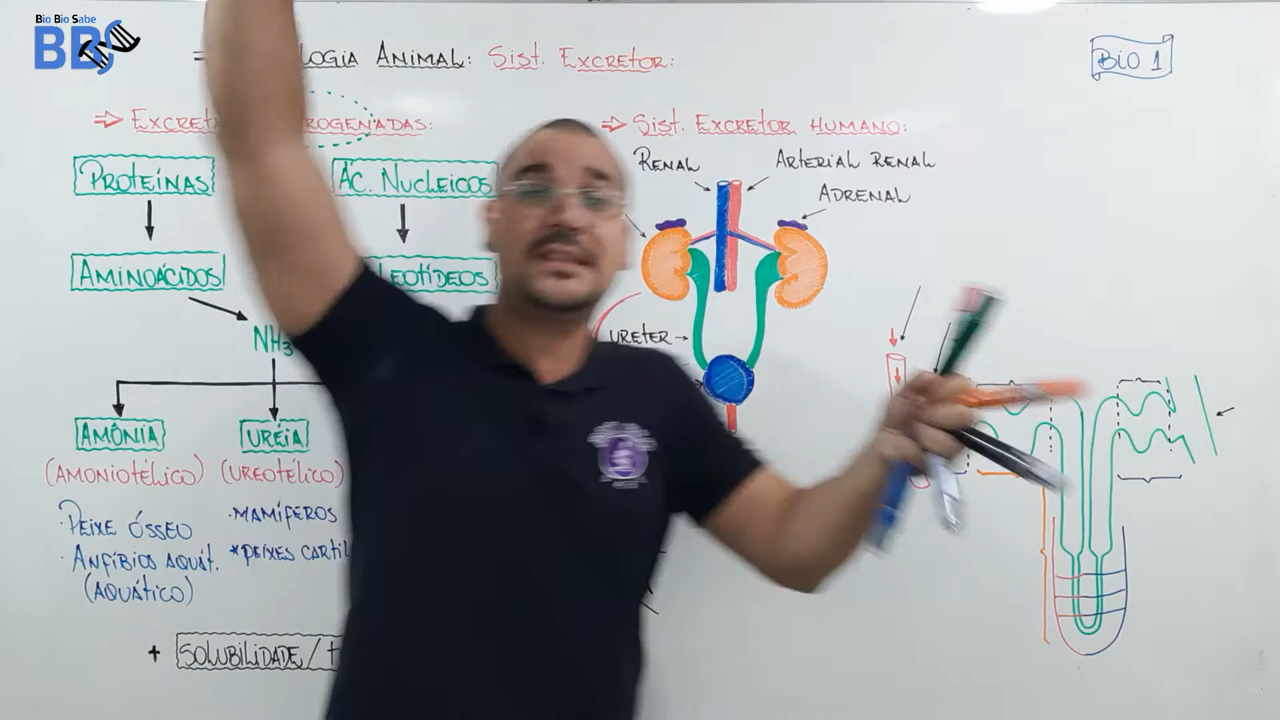 Bio Bio Sabe
BBS
LOGIA ANIMAL: SIST. EXCRETOR:
BIO 1
⇒ EXCRET ROGENADAS:
⇒ SIST. EXCRETOR HUMANO:
PROTEÍNAS
ÁC. NUCLEICOS
RENAL
ARTERIAL RENAL
ADRENAL
AMINOÁCIDOS
LEOTÍDEOS
NH3
URETER
AMÔNIA
URÉIA
(AMONIOTÉLICO)
(UREOTÉLICO)
· PEIXE ÓSSEO
· ANFÍBIOS AQUÁT.
(AQUÁTICO)
· MAMÍFEROS
* PEIXES CARTIL
+ SOLUBILIDADE / T